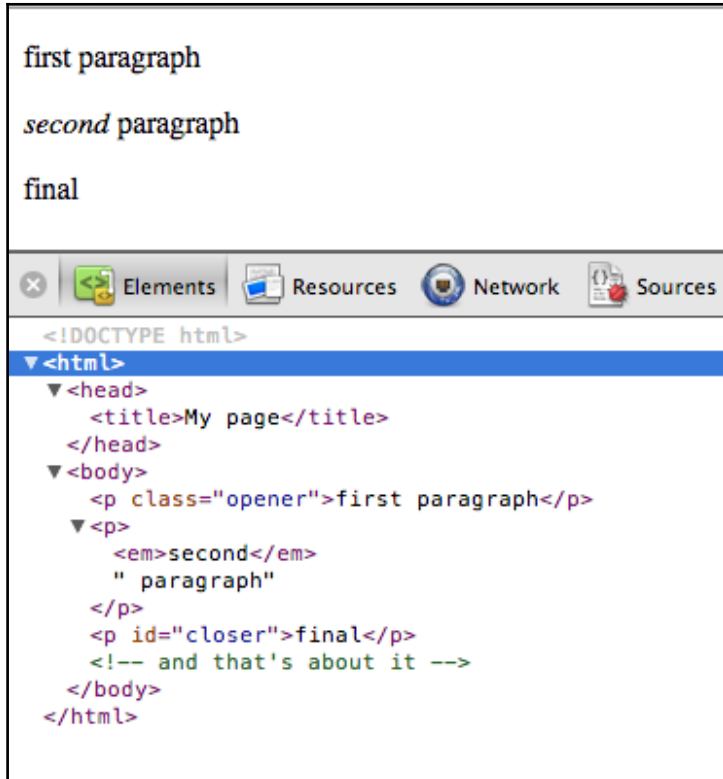 first paragraph
second paragraph
final
Elements Resources Network Sources
<!DOCTYPE html>
▼<html>
▼<head>
<title>My page</title>
</head>
▼<body>
<p class="opener">first paragraph</p>
▼<p>
<em>second</em>
" paragraph"
</p>
<p id="closer">final</p>
<!-- and that's about it -->
</body>
</html>